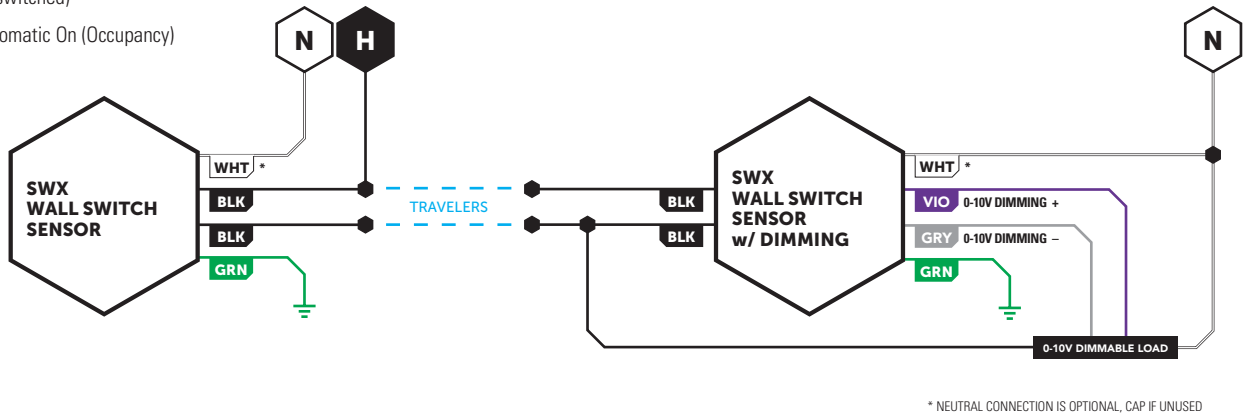 omatic On (Occupancy)
N
H
N
SWX
WALL SWITCH
SENSOR
WHT *
BLK
BLK
GRN
TRAVELERS
BLK
BLK
SWX
WALL SWITCH
SENSOR
w/ DIMMING
WHT *
VIO 0-10V DIMMING +
GRY 0-10V DIMMING –
GRN
0-10V DIMMABLE LOAD
* NEUTRAL CONNECTION IS OPTIONAL, CAP IF UNUSED